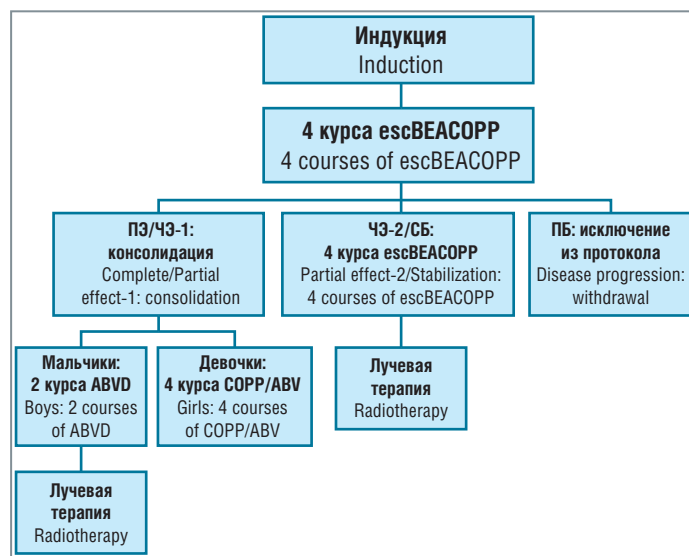 Индукция
Induction
4 курса escBEACOPP
4 courses of escBEACOPP
ПЭ/ЧЭ-1:
консолидация
Complete/Partial
effect-1: consolidation
ЧЭ-2/СБ:
4 курса escBEACOPP
Partial effect-2/Stabilization:
4 courses of escBEACOPP
ПБ: исключение
из протокола
Disease progression:
withdrawal
Мальчики:
2 курса ABVD
Boys: 2 courses
of ABVD
Девочки:
4 курса COPP/ABV
Girls: 4 courses
of COPP/ABV
Лучевая
терапия
Radiotherapy
Лучевая
терапия
Radiotherapy